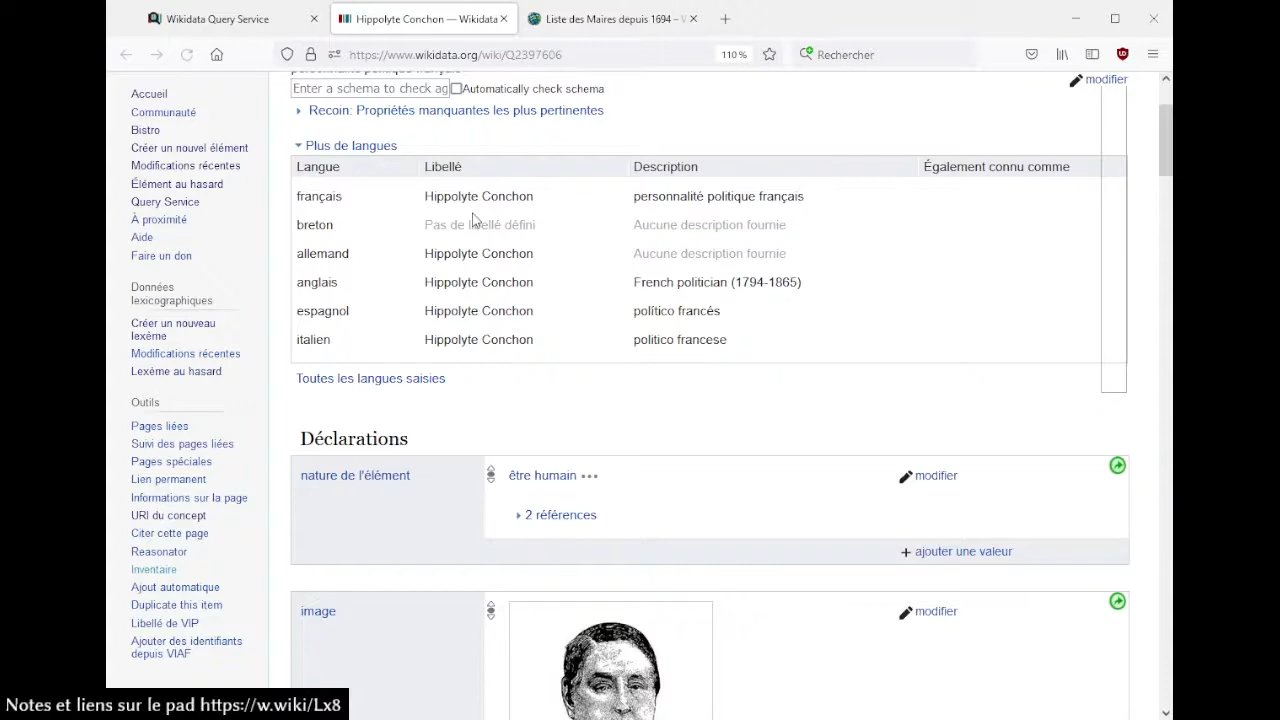 Wikidata Query Service
Hippolyte Conchon — Wikidata
Liste des Maires depuis 1694 –
https://www.wikidata.org/wiki/Q2397606
110 %
Rechercher
Accueil
Communauté
Bistro
Créer un nouvel élément
Modifications récentes
Élément au hasard
Query Service
À proximité
Aide
Faire un don
Données
lexicographiques
Créer un nouveau
lexème
Modifications récentes
Lexème au hasard
Outils
Pages liées
Suivi des pages liées
Pages spéciales
Lien permanent
Informations sur la page
URI du concept
Citer cette page
Reasonator
Inventaire
Ajout automatique
Duplicate this item
Libellé de VIP
Ajouter des identifiants
depuis VIAF
personnalité politique français
modifier
Enter a schema to check ag
Automatically check schema
Recoin: Propriétés manquantes les plus pertinentes
Plus de langues
Langue Libellé Description Également connu comme
français Hippolyte Conchon personnalité politique français
breton Pas de libellé défini Aucune description fournie
allemand Hippolyte Conchon Aucune description fournie
anglais Hippolyte Conchon French politician (1794-1865)
espagnol Hippolyte Conchon político francés
italien Hippolyte Conchon politico francese
Toutes les langues saisies
Déclarations
nature de l'élément être humain modifier
2 références
+ ajouter une valeur
image modifier
Notes et liens sur le pad https://w.wiki/Lx8